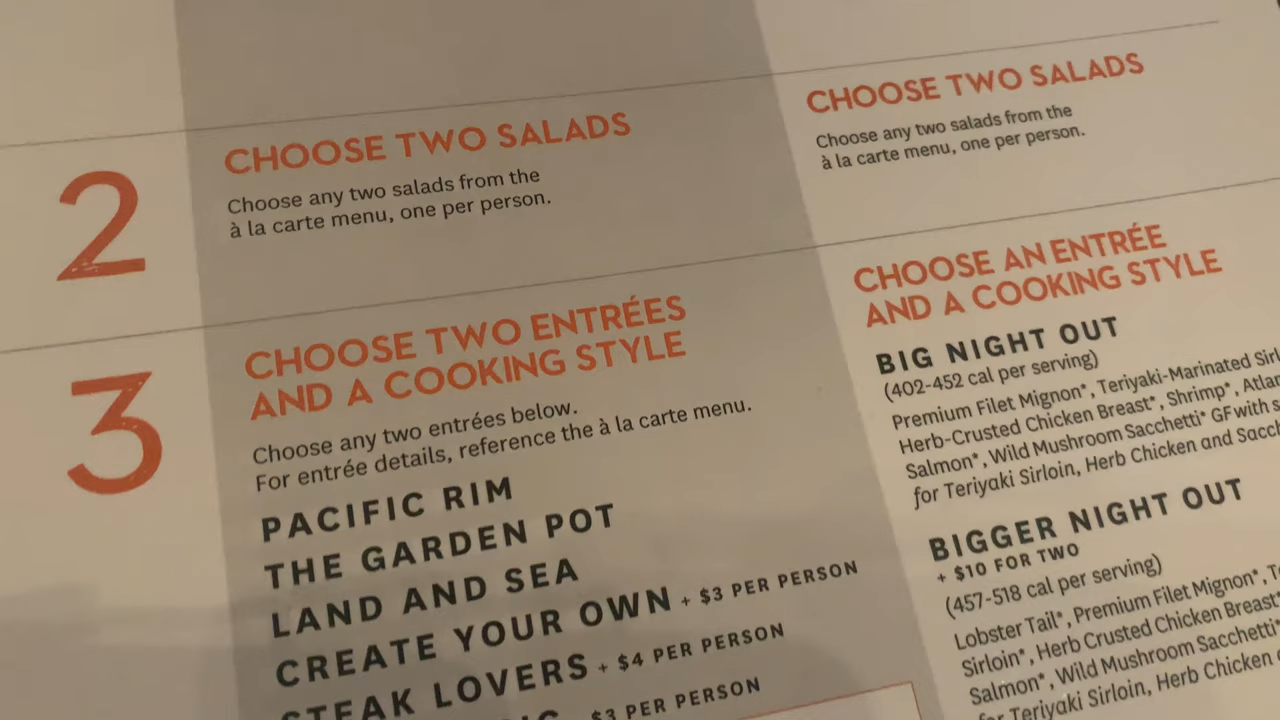 2
CHOOSE TWO SALADS
Choose any two salads from the
à la carte menu, one per person.
3
CHOOSE TWO ENTRÉES
AND A COOKING STYLE
Choose any two entrées below.
For entrée details, reference the à la carte menu.
PACIFIC RIM
THE GARDEN POT
LAND AND SEA
CREATE YOUR OWN + $3 PER PERSON
STEAK LOVERS + $4 PER PERSON
$3 PER PERSON
CHOOSE TWO SALADS
Choose any two salads from the
à la carte menu, one per person.
CHOOSE AN ENTRÉE
AND A COOKING STYLE
BIG NIGHT OUT
(402-452 cal per serving)
Premium Filet Mignon*, Teriyaki-Marinated
Herb-Crusted Chicken Breast*, Shrimp*,
Salmon*, Wild Mushroom Sacchetti* GF with
for Teriyaki Sirloin, Herb Chicken and
BIGGER NIGHT OUT
+ $10 FOR TWO
(457-518 cal per serving)
Lobster Tail*, Premium Filet Mignon*,
Sirloin*, Herb Crusted Chicken Breast*
Salmon*, Wild Mushroom Sacchetti*
for Teriyaki Sirloin, Herb Chicken